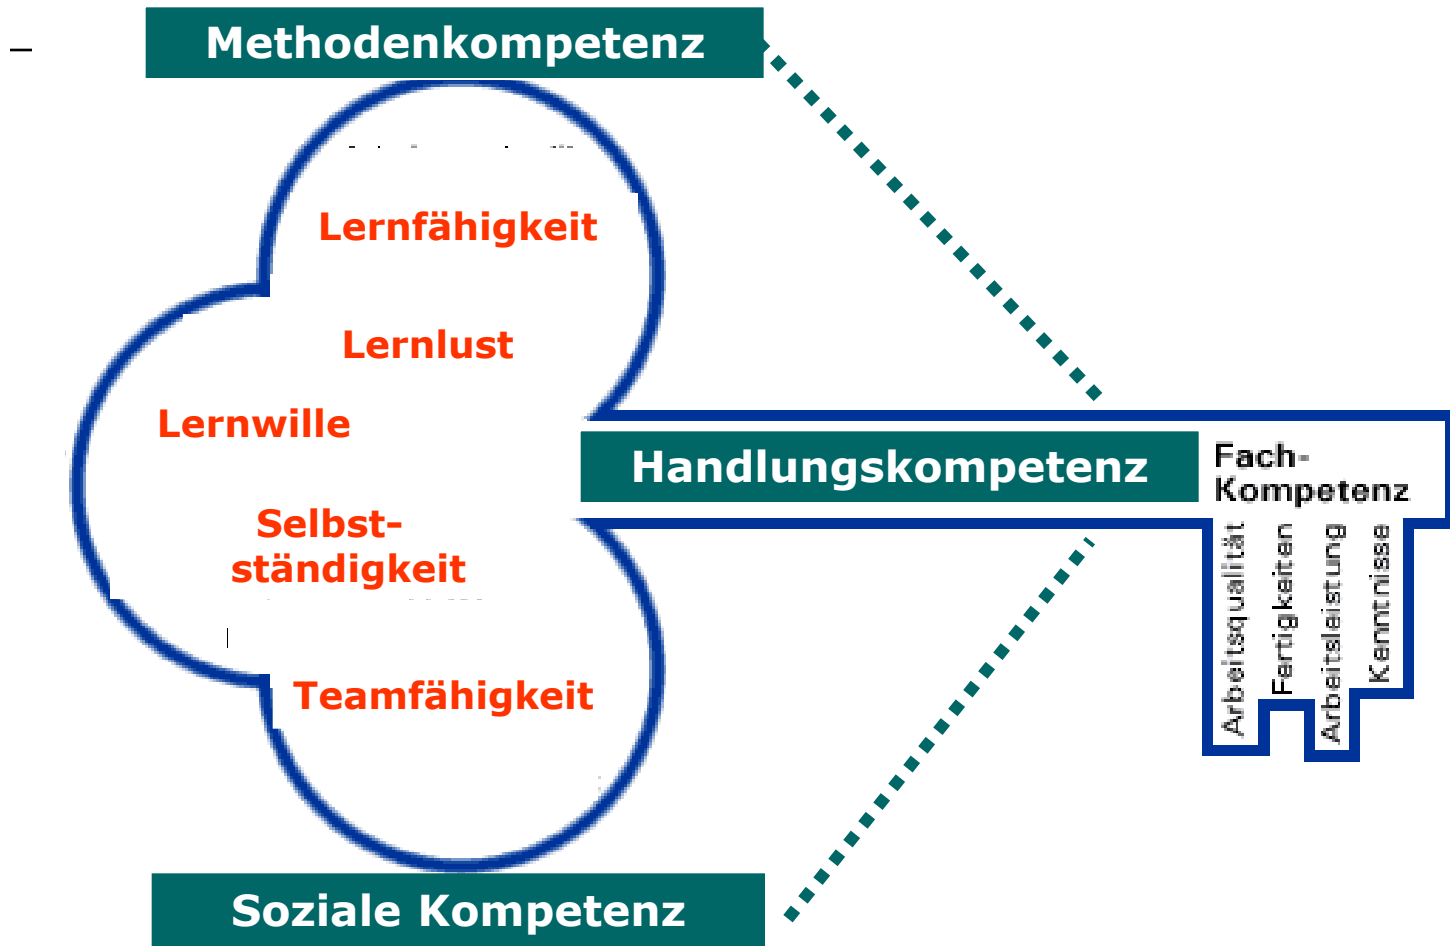 Methodenkompetenz
Lernfähigkeit
Lernlust
Lernwille
Selbst-
ständigkeit
Teamfähigkeit
Soziale Kompetenz
Handlungskompetenz
Fach-
Kompetenz
Arbeitsqualität
Fertigkeiten
Arbeitsleistung
Kenntnisse